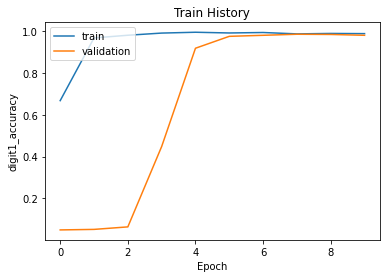 Train History
train
validation
digit1_accuracy
1.0
0.8
0.6
0.4
0.2
0 2 4 6 8
Epoch